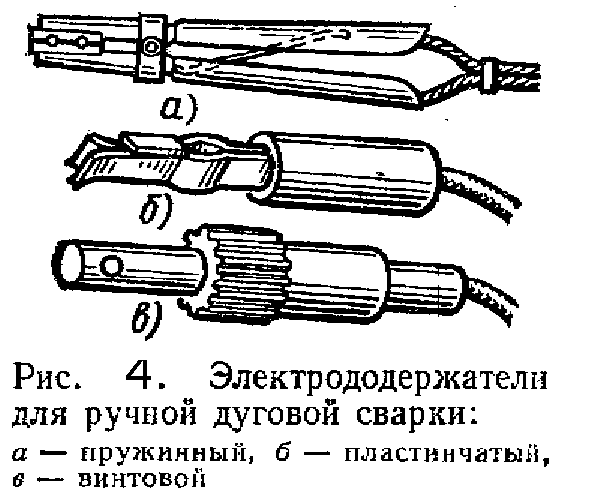 а)
б)
в)
Рис. 4. Электрододержатели
для ручной дуговой сварки:
а — пружинный, б — пластинчатый,
в — винтовой